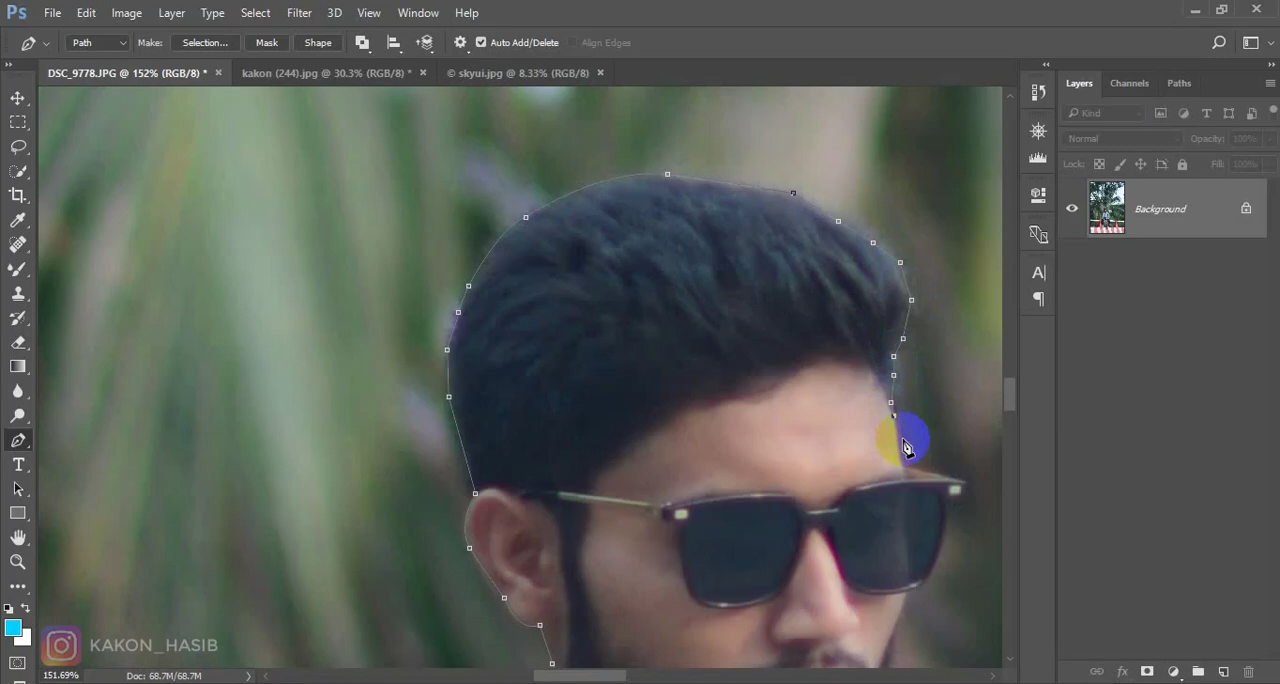 Ps File Edit Image Layer Type Select Filter 3D View Window Help
Path Make: Selection... Mask Shape Auto Add/Delete Align Edges
DSC_9778.JPG @ 152% (RGB/8) * × kakon (244).jpg @ 30.3% (RGB/8) * × © skyui.jpg @ 8.33% (RGB/8) ×
Layers Channels Paths
Kind
Normal Opacity: 100%
Lock: Fill: 100%
Background
KAKON_HASIB
151.69% Doc: 68.7M/68.7M